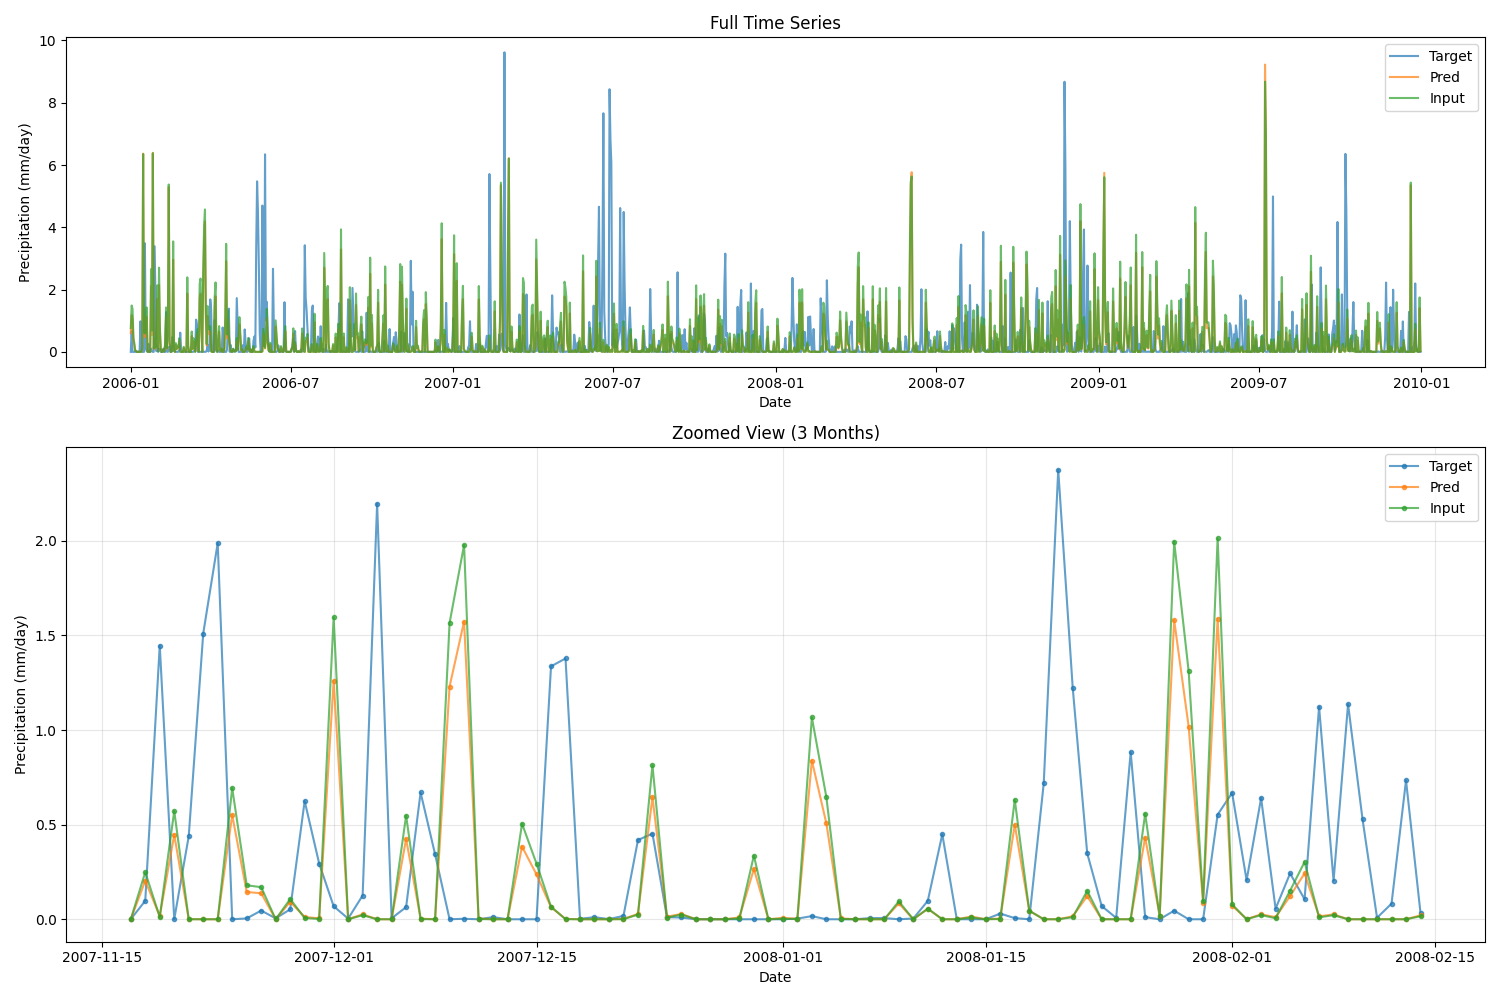 Full Time Series
Precipitation (mm/day)
10
8
6
4
2
0
Target
Pred
Input
2006-01
2006-07
2007-01
2007-07
2008-01
2008-07
2009-01
2009-07
2010-01
Date
Zoomed View (3 Months)
Precipitation (mm/day)
2.0
1.5
1.0
0.5
0.0
Target
Pred
Input
2007-11-15
2007-12-01
2007-12-15
2008-01-01
2008-01-15
2008-02-01
2008-02-15
Date